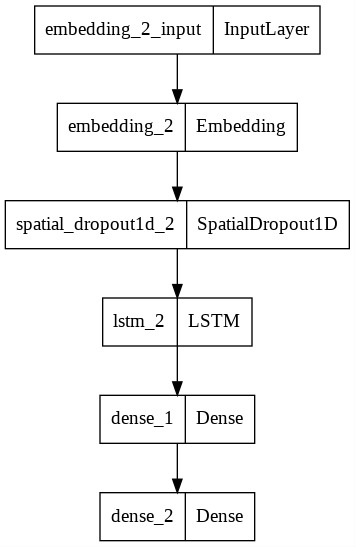 embedding_2_input InputLayer
embedding_2 Embedding
spatial_dropout1d_2 SpatialDropout1D
lstm_2 LSTM
dense_1 Dense
dense_2 Dense